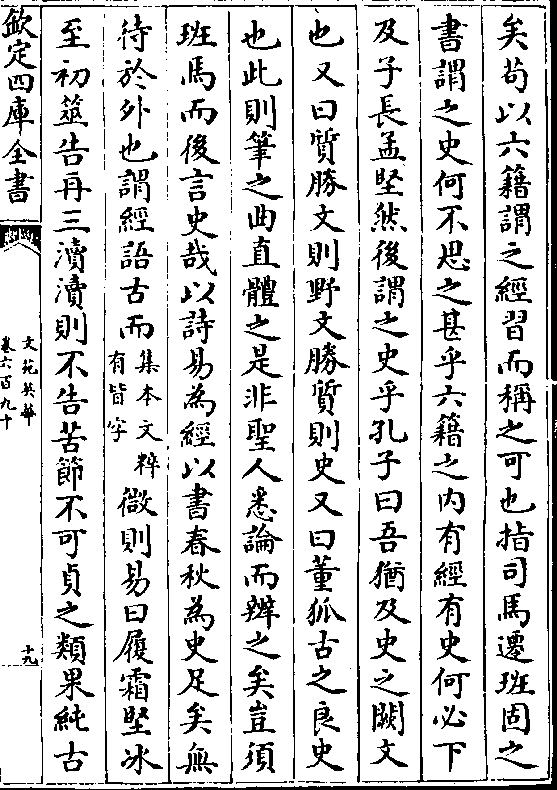 矣苟以六籍謂之經習而稱之可也指司馬遷班固之
書謂之史何不思之甚乎六籍之內有經有史何必下
及子長孟堅然後謂之史乎孔子曰吾猶及史之闕文
也又曰質勝文則野文勝質則史又曰董狐古之良史
也此則筆之曲直體之是非聖人悉論而辨之矣豈須
班馬而後言史哉以詩易為經以書春秋為史足矣無
待於外也謂經語古而集本文粹有皆字微則易曰履霜堅冰
至初筮告再三瀆瀆則不告苦節不可貞之類果純古
欽定四庫全書
文苑英華
卷六百九十
十九